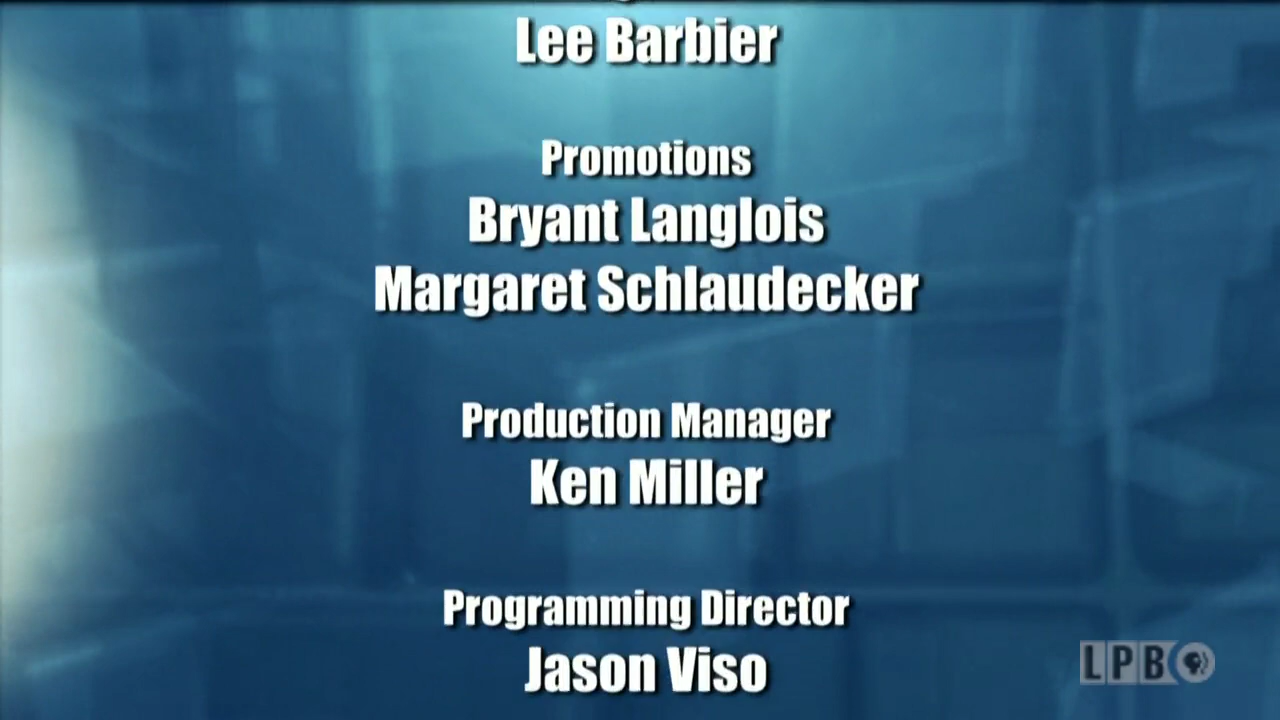 Lee Barbier
Promotions
Bryant Langlois
Margaret Schlaudecker
Production Manager
Ken Miller
Programming Director
Jason Viso
LPB